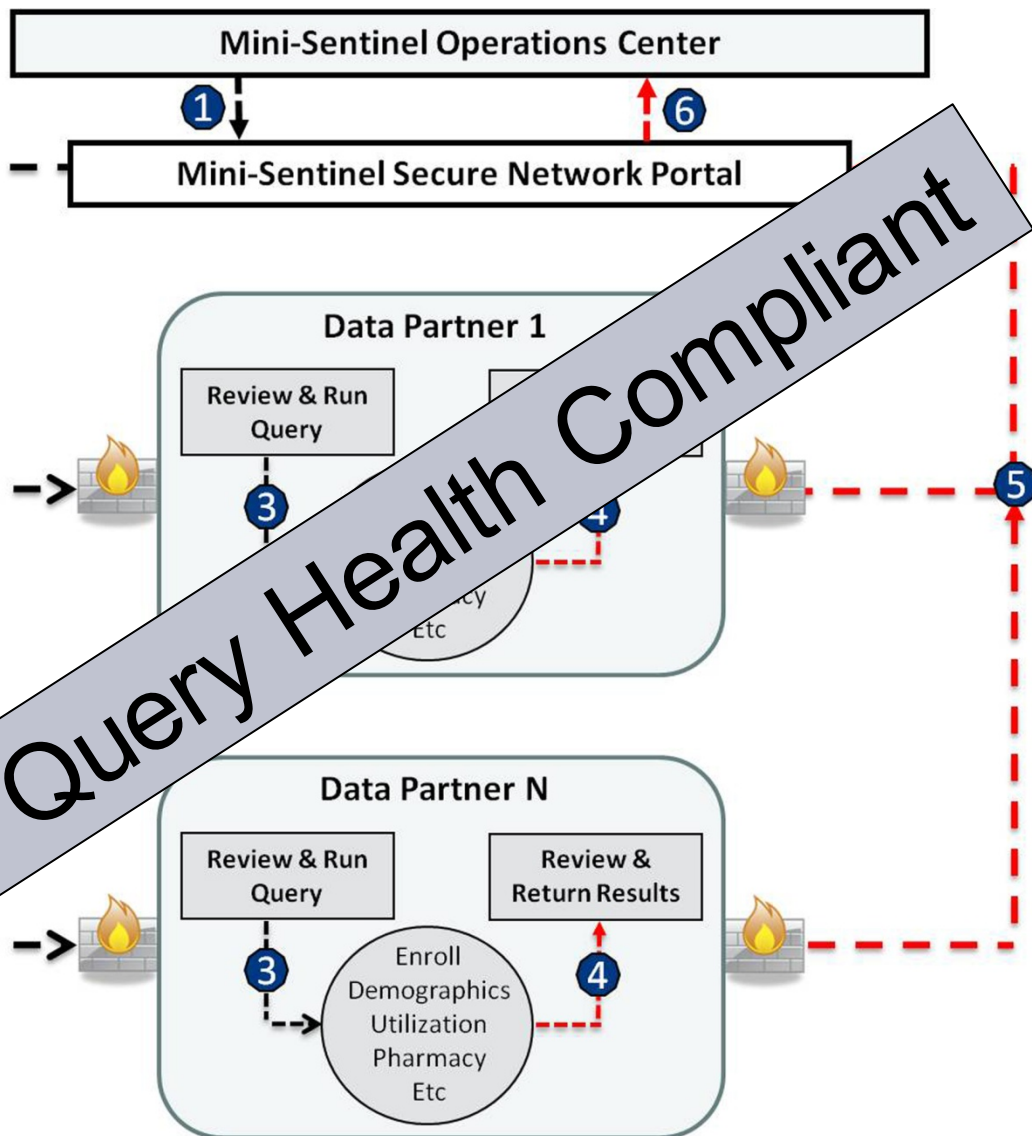 Mini-Sentinel Operations Center
1
6
Mini-Sentinel Secure Network Portal
Query Health Compliant
Data Partner 1
Review & Run
Query
3
4
5
Etc
Data Partner N
Review & Run
Query
Review &
Return Results
3
4
Enroll
Demographics
Utilization
Pharmacy
Etc